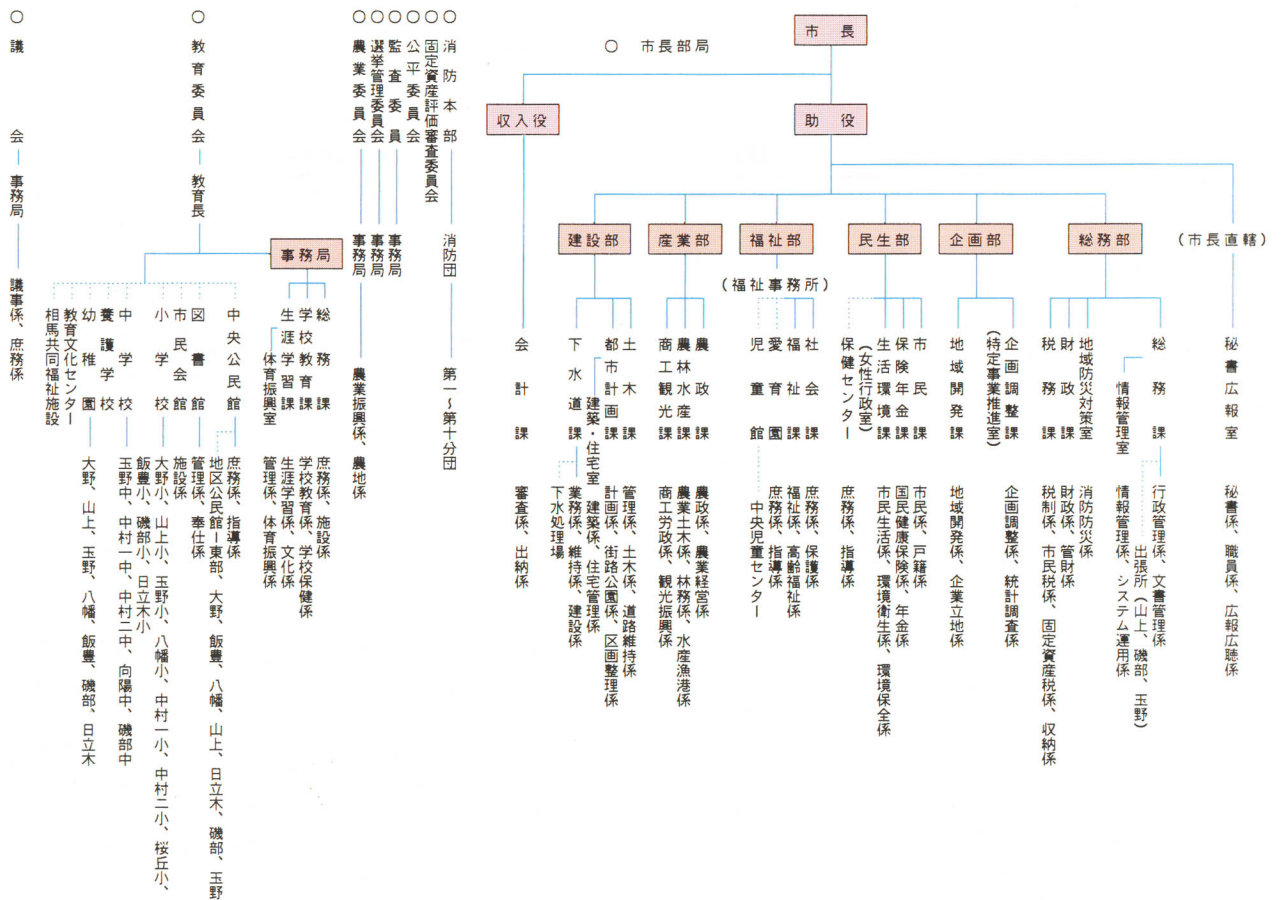 ○ 市長部局
市長
収入役
助役
(市長直轄)
秘書広報室
秘書係、職員係、広報広聴係
総務部
総務課
行政管理係、文書管理係
出張所(山上、磯部、玉野)
情報管理室
情報管理係、システム運用係
地域防災対策室
消防防災係
財政課
財政係、管財係
税務課
税制係、市民税係、固定資産税係、収納係
企画部
企画調整課
企画調整係、統計調査係
(特定事業推進室)
地域開発課
地域開発係、企業立地係
民生部
市民課
市民係、戸籍係
保険年金課
国民健康保険係、年金係
生活環境課
市民生活係、環境衛生係、環境保全係
(女性行政室)
保健センター
庶務係、指導係
福祉部
(福祉事務所)
社会課
庶務係、保護係
福祉課
福祉係、高齢福祉係
愛育園
庶務係、指導係
児童館
中央児童センター
産業部
農政課
農政係、農業経営係
農林水産課
農業土木係、林務係、水産漁港係
商工観光課
商工労政係、観光振興係
建設部
土木課
管理係、土木係、道路維持係
都市計画課
計画係、街路公園係、区画整理係
建築・住宅室
建築係、住宅管理係
下水道課
業務係、維持係、建設係
下水処理場
会計課
審査係、出納係
○ 消防本部
消防団
第一〜第十分団
○ 固定資産評価審査委員会
○ 公平委員会
○ 監査委員
事務局
○ 選挙管理委員会
事務局
○ 農業委員会
事務局
農業振興係、農地係
○ 教育委員会
教育長
事務局
総務課
庶務係、施設係
学校教育課
学校教育係、学校保健係
生涯学習課
生涯学習係、文化係
体育振興室
管理係、体育振興係
中央公民館
庶務係、指導係
地区公民館ー東部、大野、飯豊、八幡、山上、日立木、磯部、玉野
図書館
管理係、奉仕係
市民会館
施設係
小学校
大野小、山上小、玉野小、八幡小、中村一小、中村二小、桜丘小、
飯豊小、磯部小、日立木小
中学校
玉野中、中村一中、中村二中、向陽中、磯部中
養護学校
幼稚園
大野、山上、玉野、八幡、飯豊、磯部、日立木
教育文化センター
相馬共同福祉施設
○ 議会
事務局
議事係、庶務係